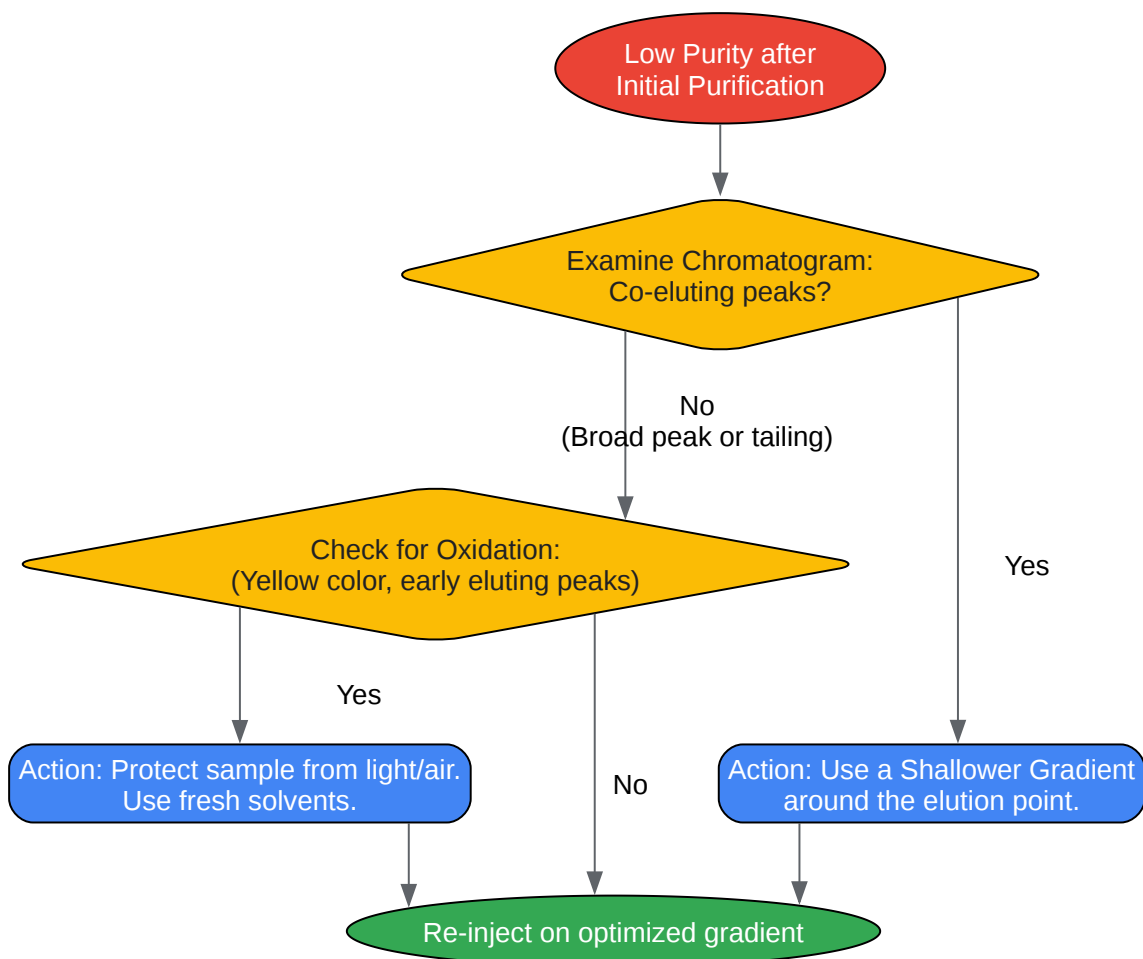 Low Purity after
Initial Purification
Examine Chromatogram:
Co-eluting peaks?
No
(Broad peak or tailing)
Check for Oxidation:
(Yellow color, early eluting peaks)
Yes
Yes
Action: Protect sample from light/air.
Use fresh solvents.
No
Action: Use a Shallower Gradient
around the elution point.
Re-inject on optimized gradient